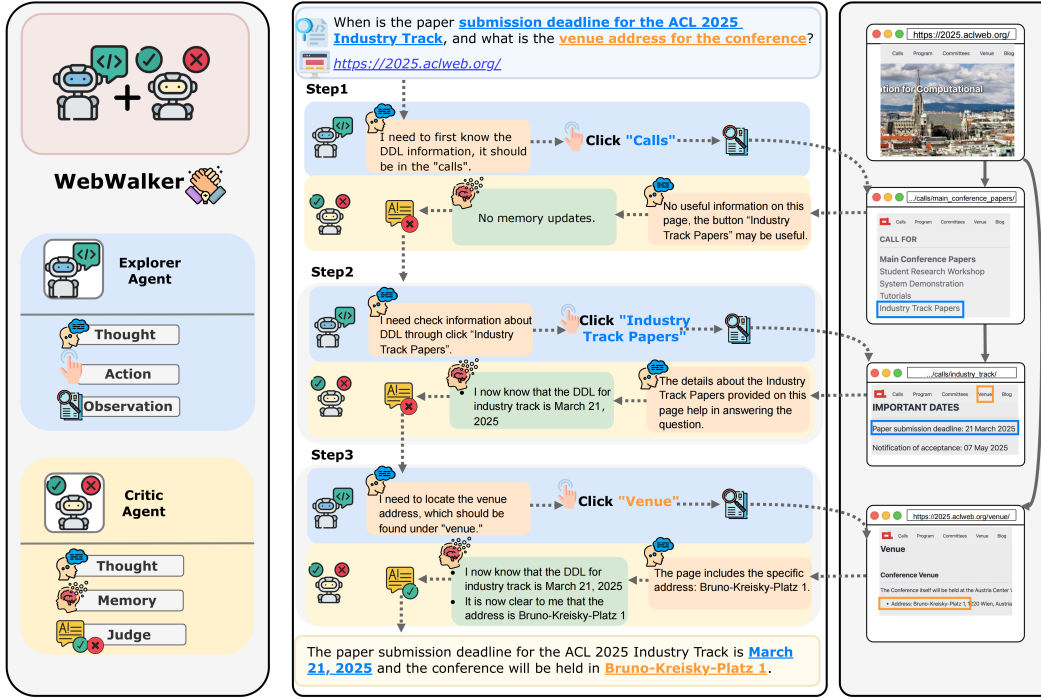 WebWalker
Explorer
Agent
Thought
Action
Observation
Critic
Agent
Thought
Memory
Judge
When is the paper submission deadline for the ACL 2025
Industry Track, and what is the venue address for the conference?
https://2025.aclweb.org/
Step1
I need to first know the
DDL information, it should
be in the "calls".
Click "Calls"
No useful information on this
page, the button "Industry
Track Papers" may be useful.
No memory updates.
A!
Step2
I need check information about
DDL through click "Industry
Track Papers".
Click "Industry
Track Papers"
The details about the Industry
Track Papers provided on this
page help in answering the
question.
• I now know that the DDL for
industry track is March 21,
2025
A!
Step3
I need to locate the venue
address, which should be
found under "venue."
Click "Venue"
The page includes the specific
address: Bruno-Kreisky-Platz 1.
• I now know that the DDL for
industry track is March 21, 2025
• It is now clear to me that the
address is Bruno-Kreisky-Platz 1
A!
The paper submission deadline for the ACL 2025 Industry Track is March
21, 2025 and the conference will be held in Bruno-Kreisky-Platz 1.
https://2025.aclweb.org/
Calls Program Committees Venue Blog
ation for Computational
.../calls/main_conference_papers/
Calls Program Committees Venue Blog
CALL FOR
Main Conference Papers
Student Research Workshop
System Demonstration
Tutorials
Industry Track Papers
.../calls/industry_track/
Calls Program Committees Venue Blog
IMPORTANT DATES
Paper submission deadline: 21 March 2025
Notification of acceptance: 07 May 2025
https://2025.aclweb.org/venue/
Calls Program Committees Venue Blog
Venue
Conference Venue
The Conference itself will be held at the Austria Center
• Address: Bruno-Kreisky-Platz 1, 1220 Wien, Austria